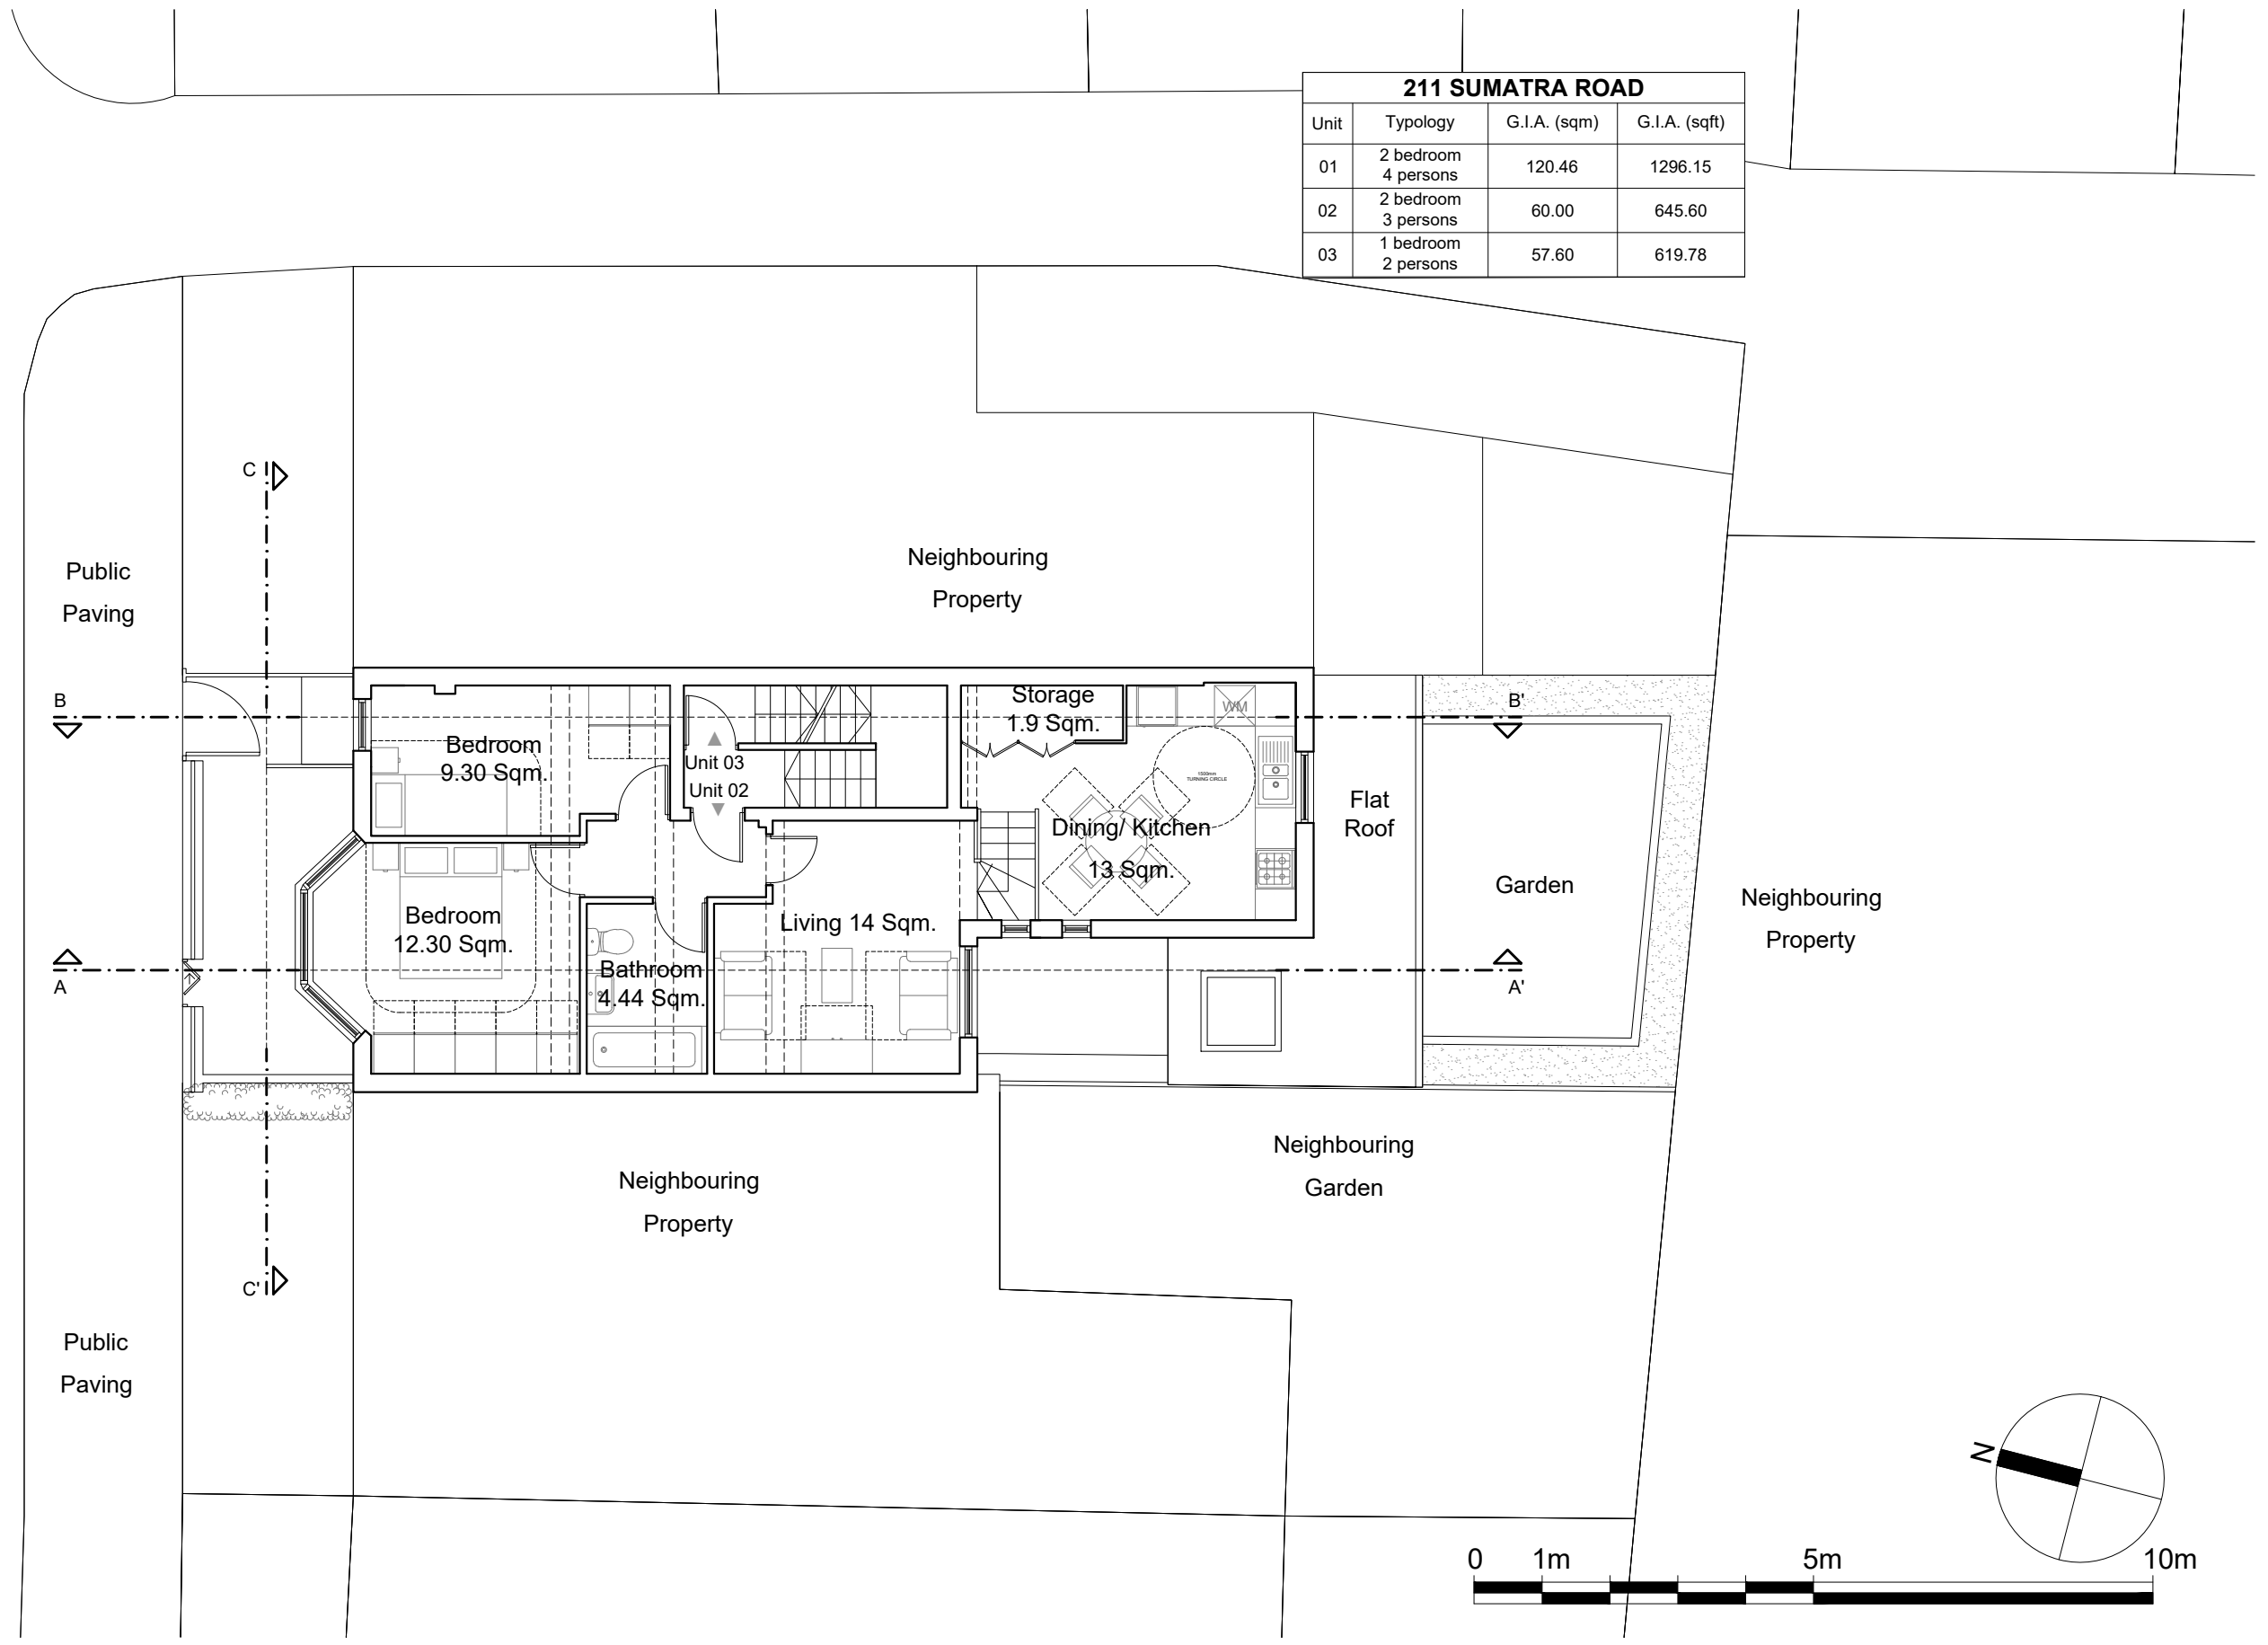 211 SUMATRA ROAD
Unit Typology G.I.A. (sqm) G.I.A. (sqft)
01 2 bedroom 4 persons 120.46 1296.15
02 2 bedroom 3 persons 60.00 645.60
03 1 bedroom 2 persons 57.60 619.78
C
Public
Paving
Neighbouring
Property
B
B'
Storage
1.9 Sqm.
WM
Bedroom
9.30 Sqm.
Unit 03
Unit 02
1500mm
TURNING CIRCLE
Dining/ Kitchen
13 Sqm.
Flat
Roof
Garden
Neighbouring
Property
Bedroom
12.30 Sqm.
Living 14 Sqm.
Bathroom
4.44 Sqm.
A
A'
Neighbouring
Property
Neighbouring
Garden
C'
Public
Paving
N
0 1m 5m 10m